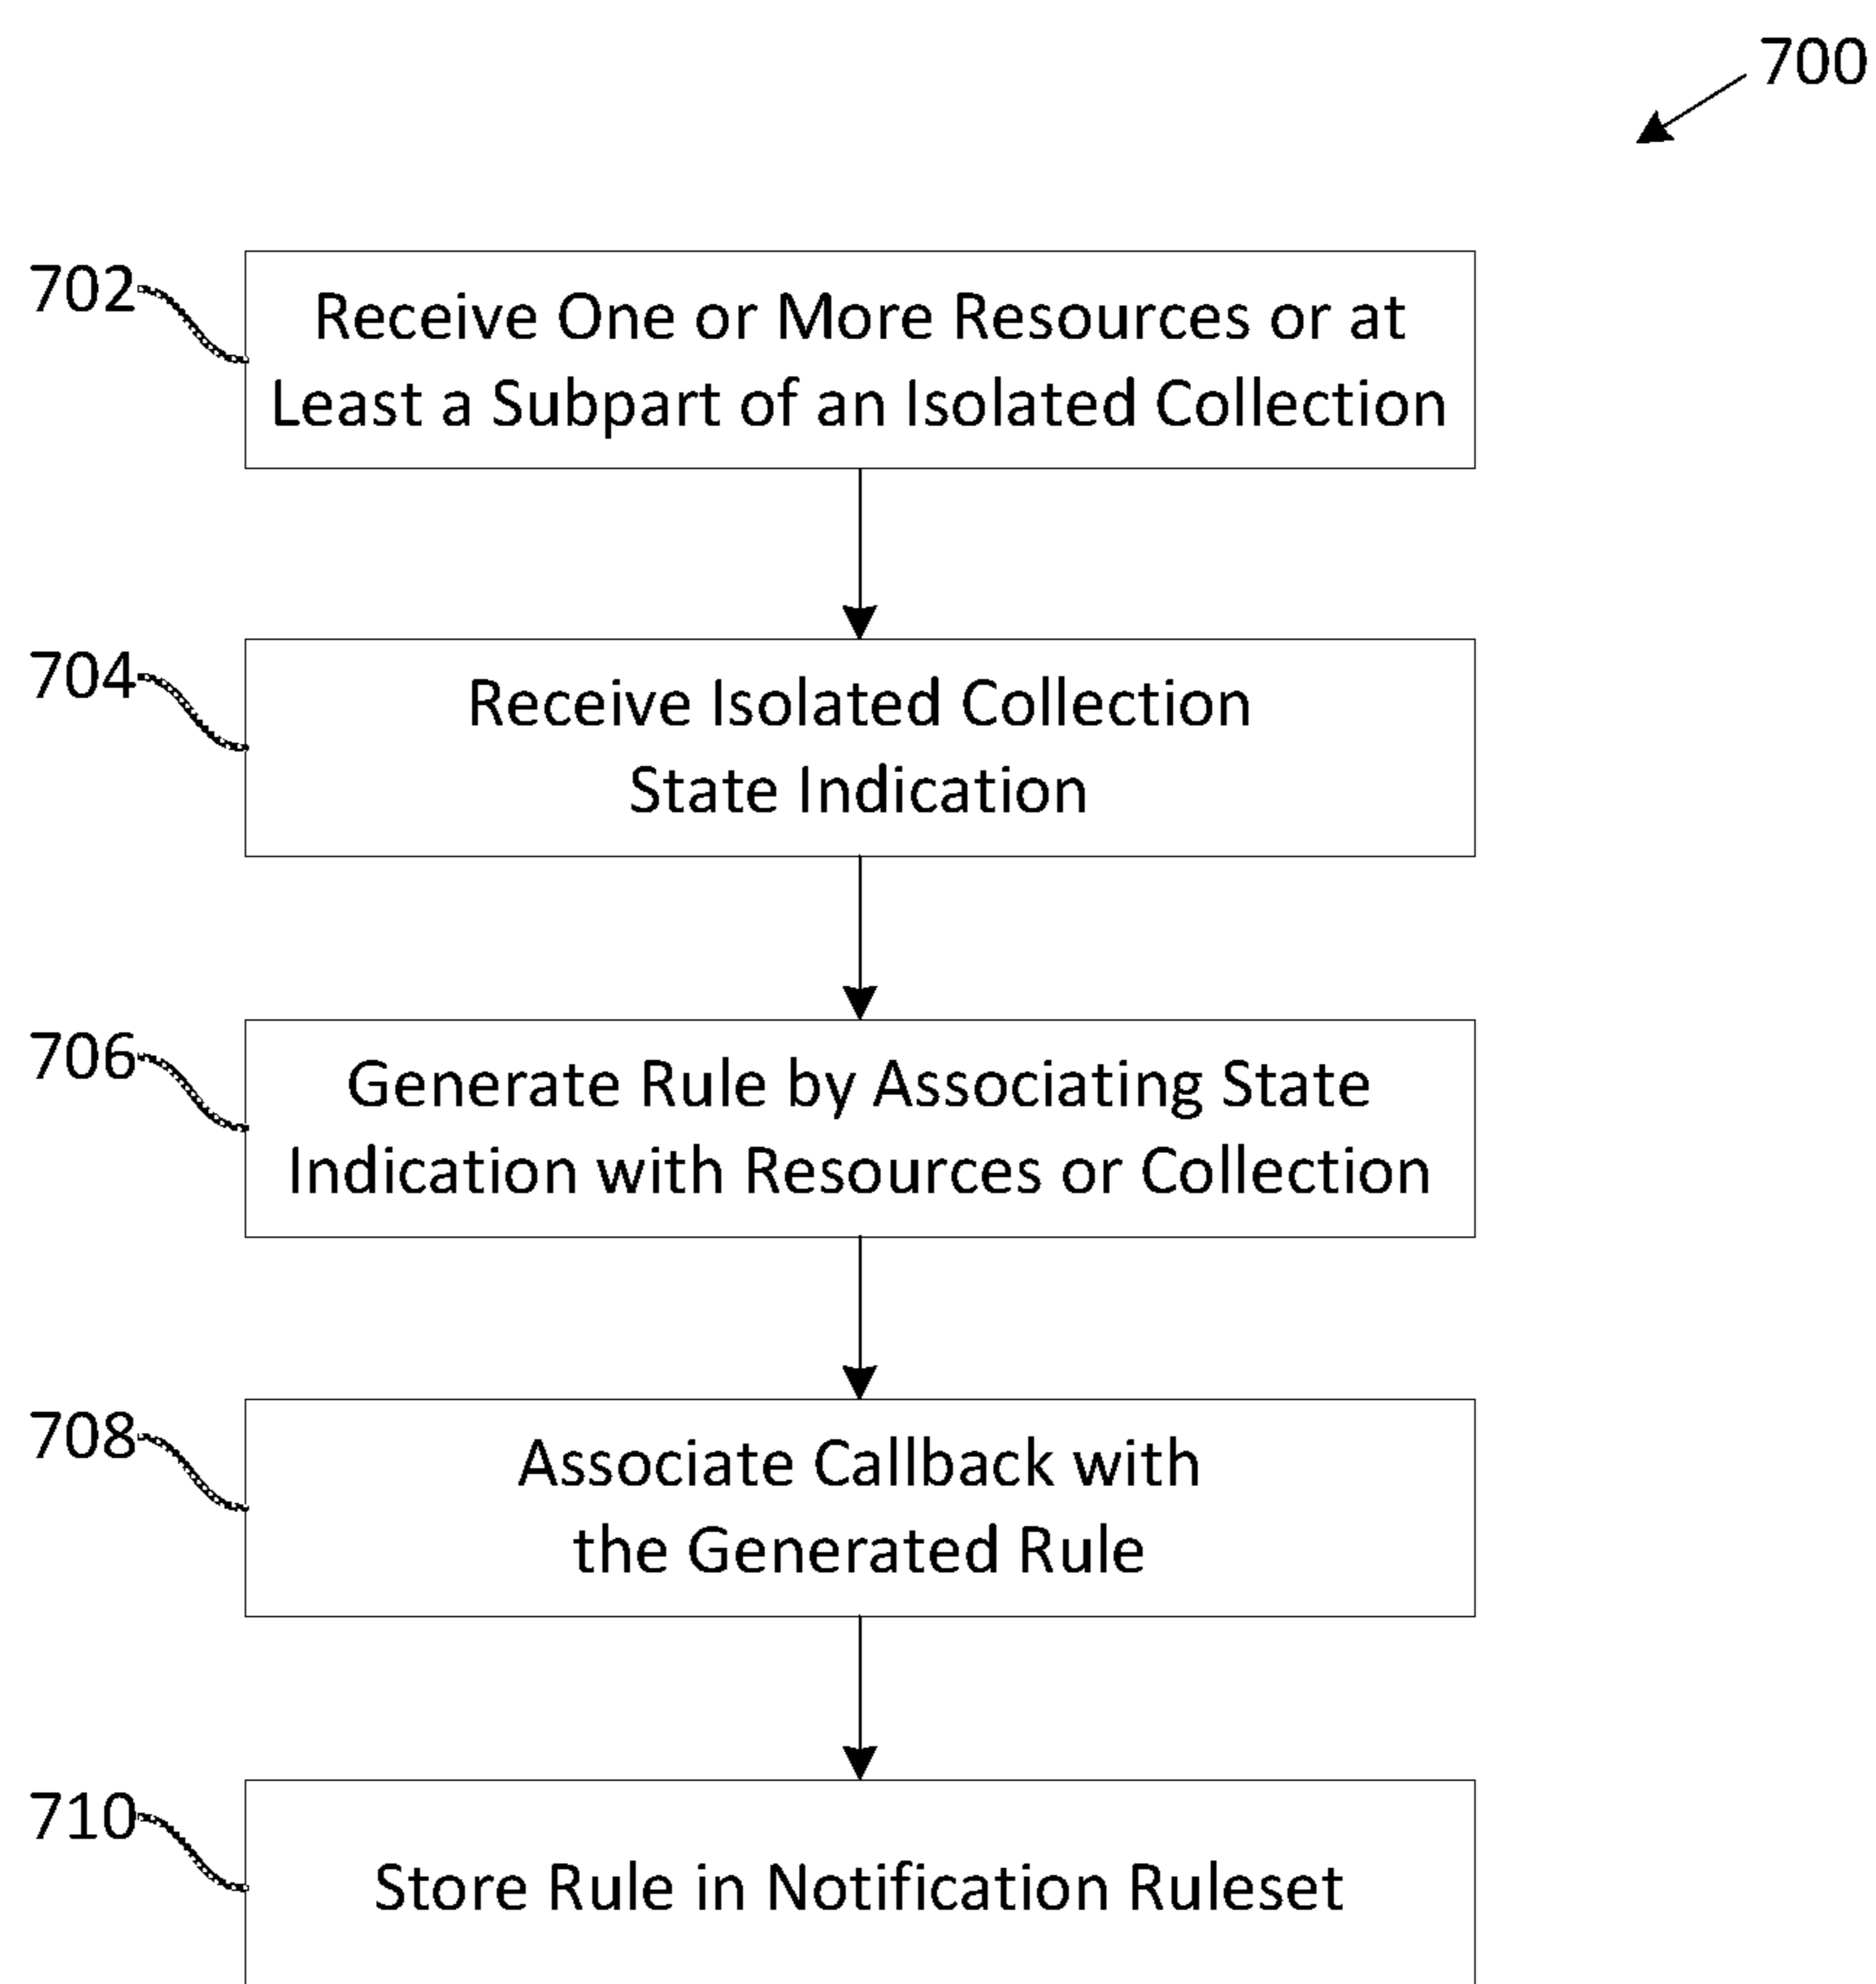 700
702
Receive One or More Resources or at
Least a Subpart of an Isolated Collection
704
Receive Isolated Collection
State Indication
706
Generate Rule by Associating State
Indication with Resources or Collection
708
Associate Callback with
the Generated Rule
710
Store Rule in Notification Ruleset